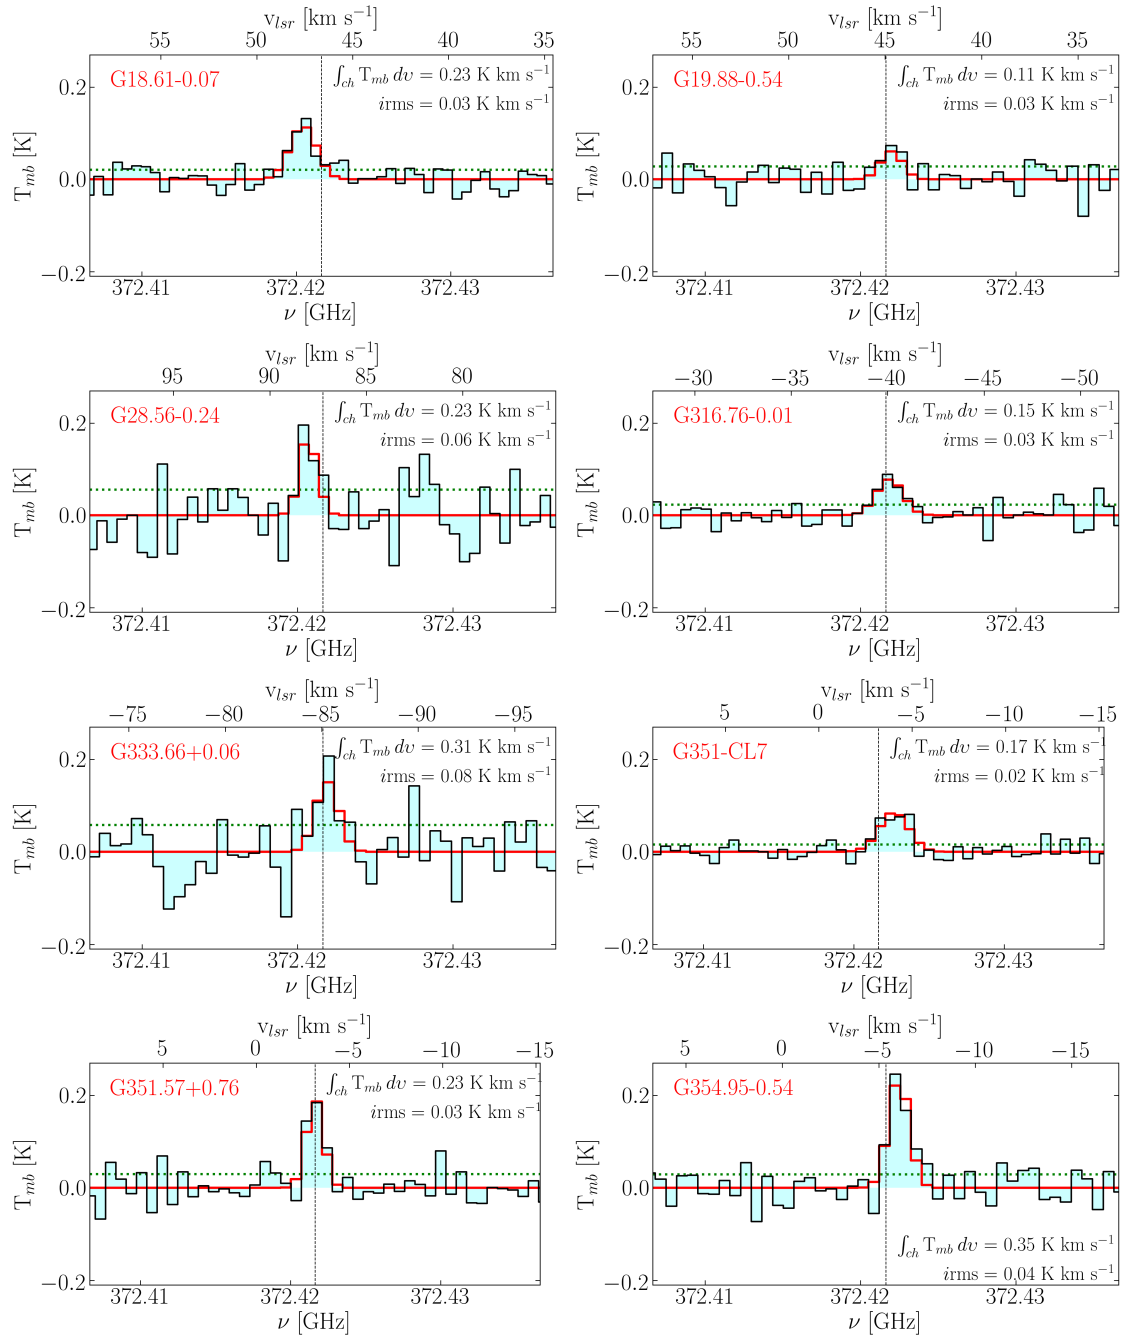 v_lsr [km s⁻¹]
55 50 45 40 35
G18.61-0.07
∫_ch T_mb dυ = 0.23 K km s⁻¹
irms = 0.03 K km s⁻¹
0.2
0.0
−0.2
T_mb [K]
372.41 372.42 372.43
ν [GHz]
v_lsr [km s⁻¹]
55 50 45 40 35
G19.88-0.54
∫_ch T_mb dυ = 0.11 K km s⁻¹
irms = 0.03 K km s⁻¹
0.2
0.0
−0.2
T_mb [K]
372.41 372.42 372.43
ν [GHz]
v_lsr [km s⁻¹]
95 90 85 80
G28.56-0.24
∫_ch T_mb dυ = 0.23 K km s⁻¹
irms = 0.06 K km s⁻¹
0.2
0.0
−0.2
T_mb [K]
372.41 372.42 372.43
ν [GHz]
v_lsr [km s⁻¹]
−30 −35 −40 −45 −50
G316.76-0.01
∫_ch T_mb dυ = 0.15 K km s⁻¹
irms = 0.03 K km s⁻¹
0.2
0.0
−0.2
T_mb [K]
372.41 372.42 372.43
ν [GHz]
v_lsr [km s⁻¹]
−75 −80 −85 −90 −95
G333.66+0.06
∫_ch T_mb dυ = 0.31 K km s⁻¹
irms = 0.08 K km s⁻¹
0.2
0.0
−0.2
T_mb [K]
372.41 372.42 372.43
ν [GHz]
v_lsr [km s⁻¹]
5 0 −5 −10 −15
G351-CL7
∫_ch T_mb dυ = 0.17 K km s⁻¹
irms = 0.02 K km s⁻¹
0.2
0.0
−0.2
T_mb [K]
372.41 372.42 372.43
ν [GHz]
v_lsr [km s⁻¹]
5 0 −5 −10 −15
G351.57+0.76
∫_ch T_mb dυ = 0.23 K km s⁻¹
irms = 0.03 K km s⁻¹
0.2
0.0
−0.2
T_mb [K]
372.41 372.42 372.43
ν [GHz]
v_lsr [km s⁻¹]
5 0 −5 −10 −15
G354.95-0.54
0.2
0.0
−0.2
T_mb [K]
∫_ch T_mb dυ = 0.35 K km s⁻¹
irms = 0.04 K km s⁻¹
372.41 372.42 372.43
ν [GHz]